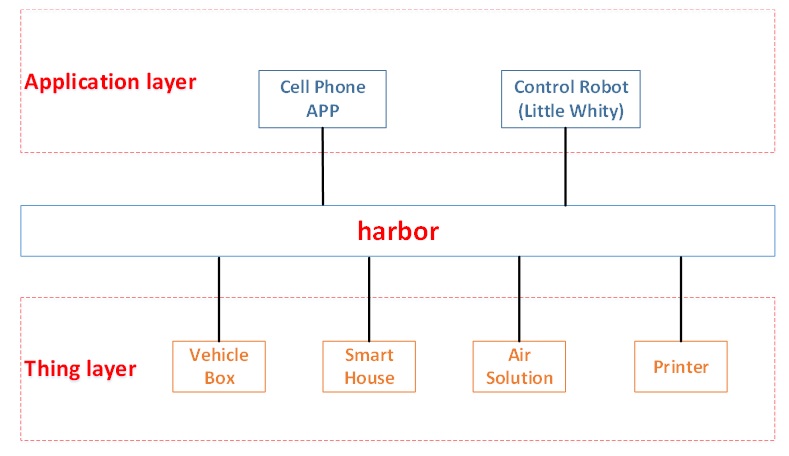 Application layer
Cell Phone
APP
Control Robot
(Little Whity)
harbor
Thing layer
Vehicle
Box
Smart
House
Air
Solution
Printer